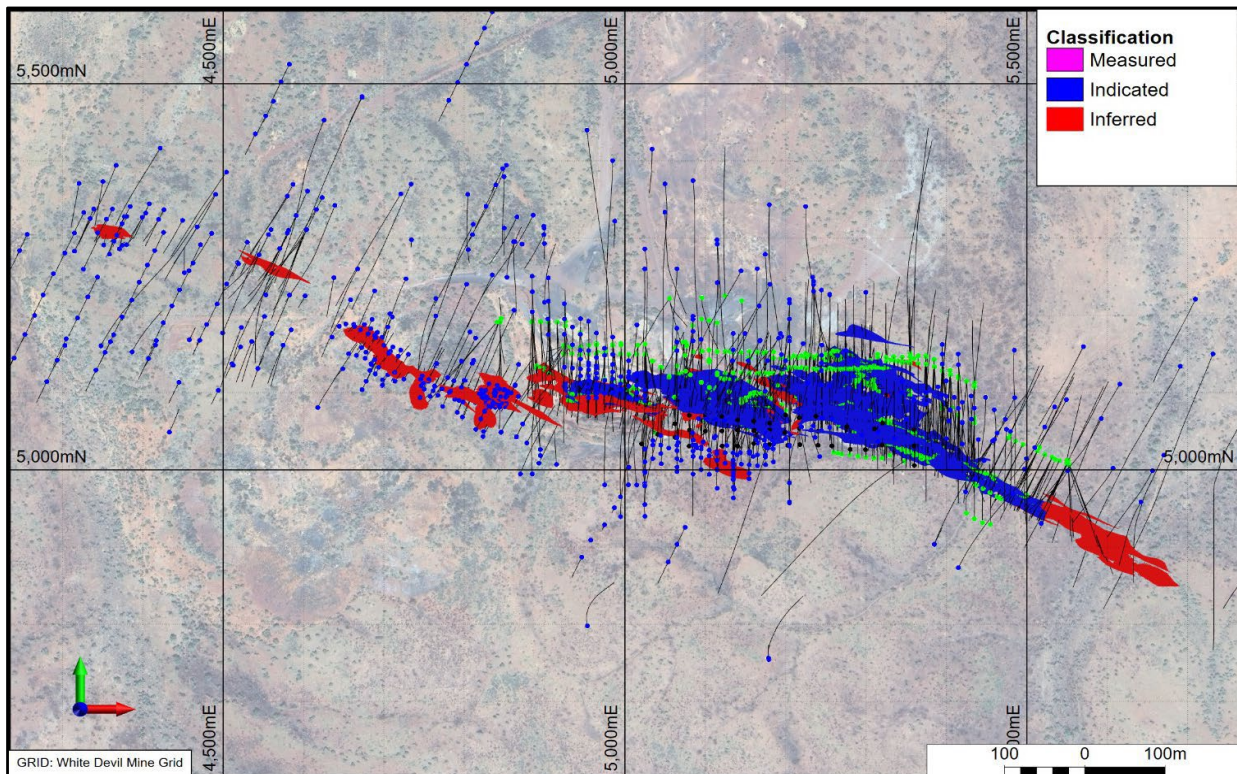 4,500mE
5,000mE
5,500mE
Classification
Measured
Indicated
Inferred
5,500mN
5,000mN
5,000mN
4,500mE
5,000mE
GRID: White Devil Mine Grid
100 0 100m